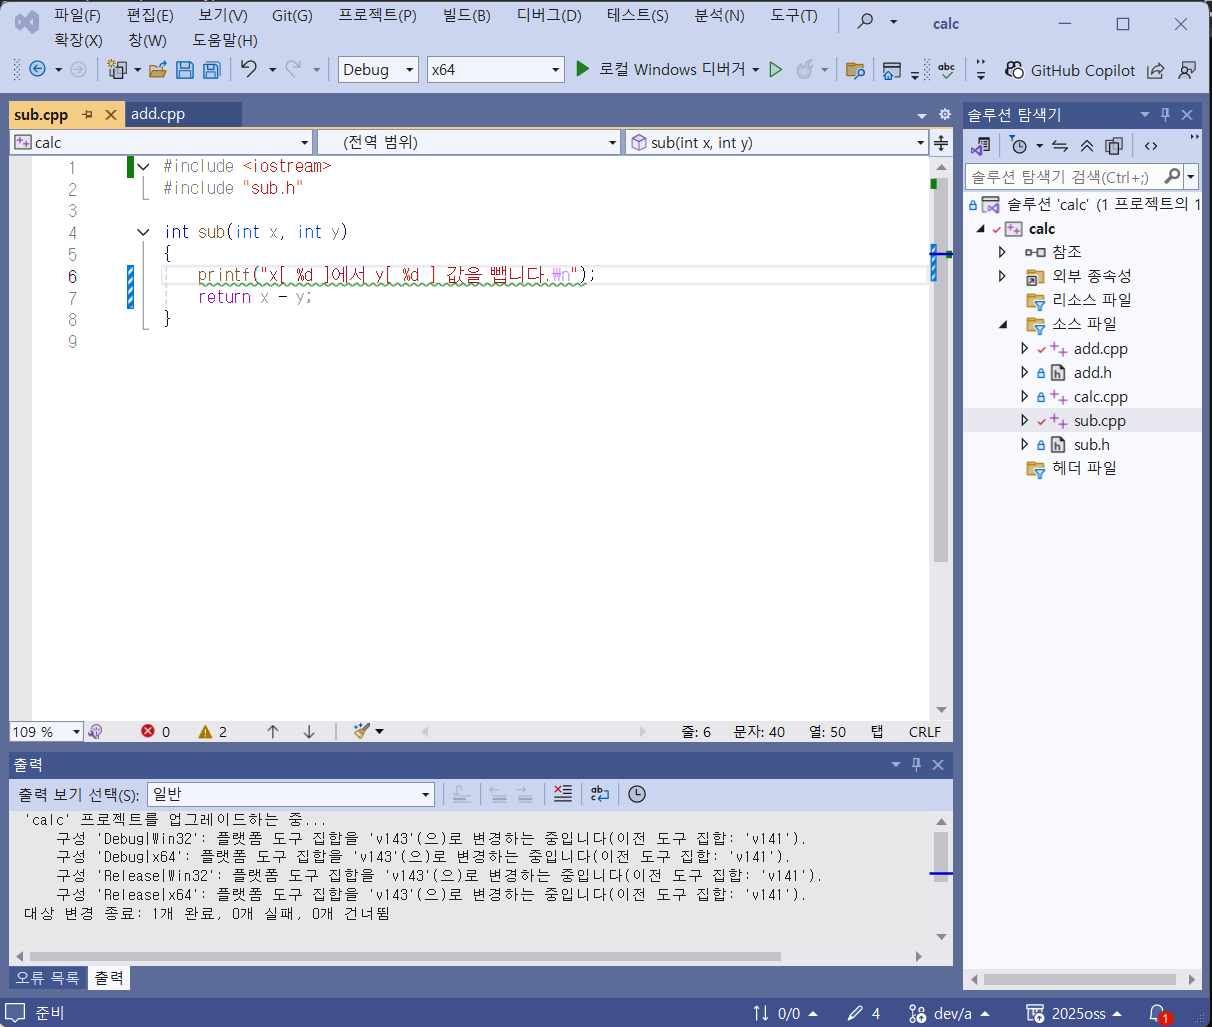 파일(F) 편집(E) 보기(V) Git(G) 프로젝트(P) 빌드(B) 디버그(D) 테스트(S) 분석(N) 도구(T) calc
확장(X) 창(W) 도움말(H)
Debug x64 로컬 Windows 디버거 GitHub Copilot
sub.cpp add.cpp
calc (전역 범위) sub(int x, int y)
1 #include <iostream>
2 #include "sub.h"
3
4 int sub(int x, int y)
5 {
6 printf("x[ %d ]에서 y[ %d ] 값을 뺍니다.₩n");
7 return x - y;
8 }
9
109 % 0 2 줄: 6 문자: 40 열: 50 탭 CRLF
출력
출력 보기 선택(S): 일반
'calc' 프로젝트를 업그레이드하는 중...
구성 'Debug|Win32': 플랫폼 도구 집합을 'v143'(으)로 변경하는 중입니다(이전 도구 집합: 'v141').
구성 'Debug|x64': 플랫폼 도구 집합을 'v143'(으)로 변경하는 중입니다(이전 도구 집합: 'v141').
구성 'Release|Win32': 플랫폼 도구 집합을 'v143'(으)로 변경하는 중입니다(이전 도구 집합: 'v141').
구성 'Release|x64': 플랫폼 도구 집합을 'v143'(으)로 변경하는 중입니다(이전 도구 집합: 'v141').
대상 변경 종료: 1개 완료, 0개 실패, 0개 건너뜀
오류 목록 출력
솔루션 탐색기
솔루션 탐색기 검색(Ctrl+;)
솔루션 'calc' (1 프로젝트의 1
calc
참조
외부 종속성
리소스 파일
소스 파일
add.cpp
add.h
calc.cpp
sub.cpp
sub.h
헤더 파일
준비 0/0 4 dev/a 2025oss 1